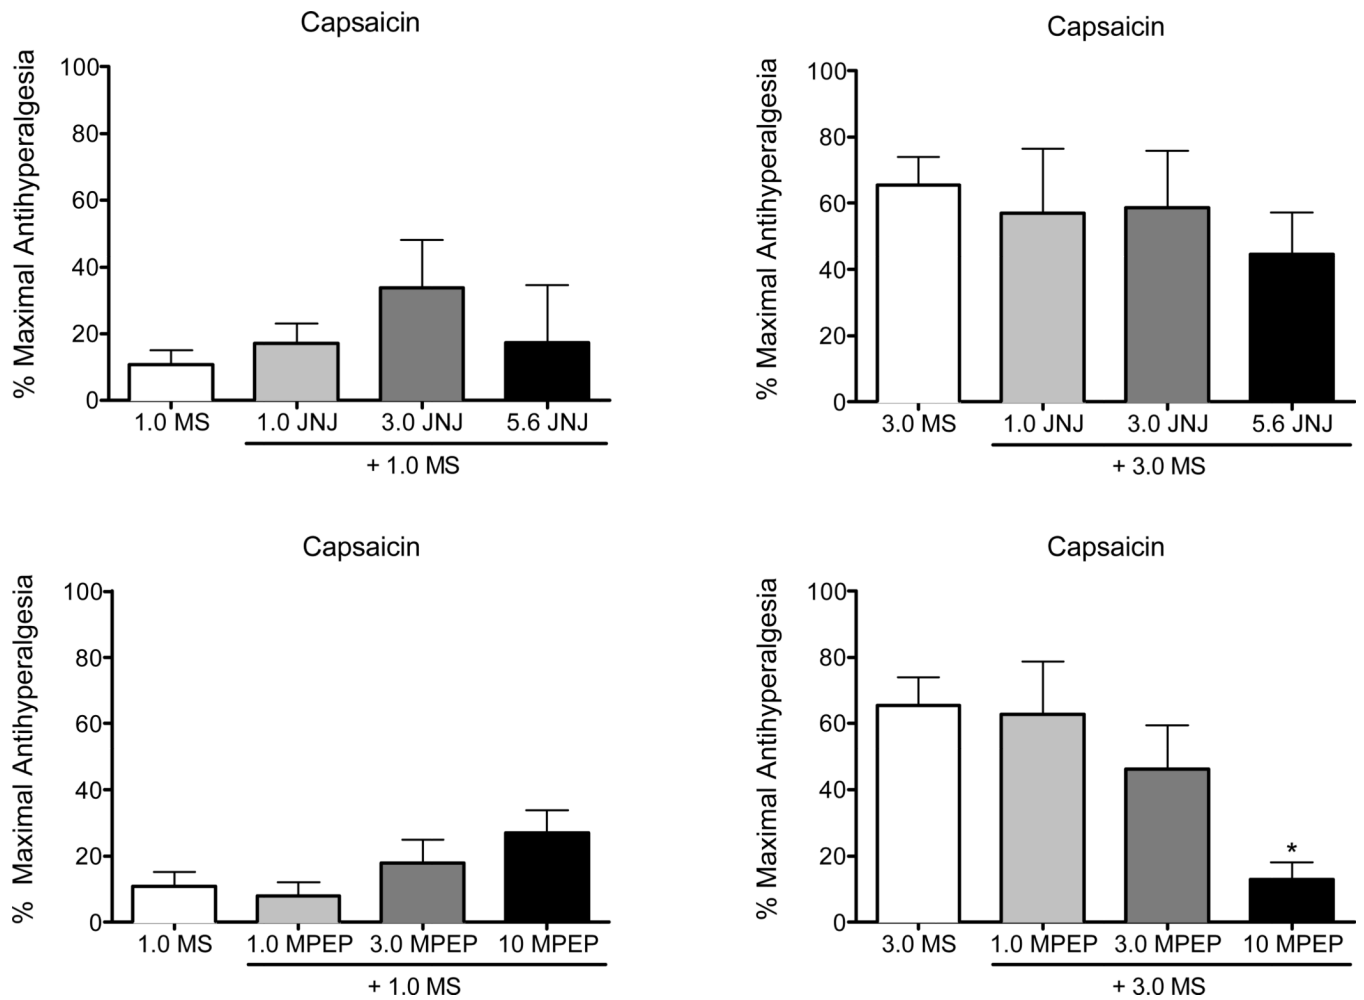 Capsaicin
% Maximal Antihyperalgesia
100
80
60
40
20
0
1.0 MS 1.0 JNJ 3.0 JNJ 5.6 JNJ
+ 1.0 MS
Capsaicin
% Maximal Antihyperalgesia
100
80
60
40
20
0
3.0 MS 1.0 JNJ 3.0 JNJ 5.6 JNJ
+ 3.0 MS
Capsaicin
% Maximal Antihyperalgesia
100
80
60
40
20
0
1.0 MS 1.0 MPEP 3.0 MPEP 10 MPEP
+ 1.0 MS
Capsaicin
% Maximal Antihyperalgesia
100
80
60
40
20
0
*
3.0 MS 1.0 MPEP 3.0 MPEP 10 MPEP
+ 3.0 MS